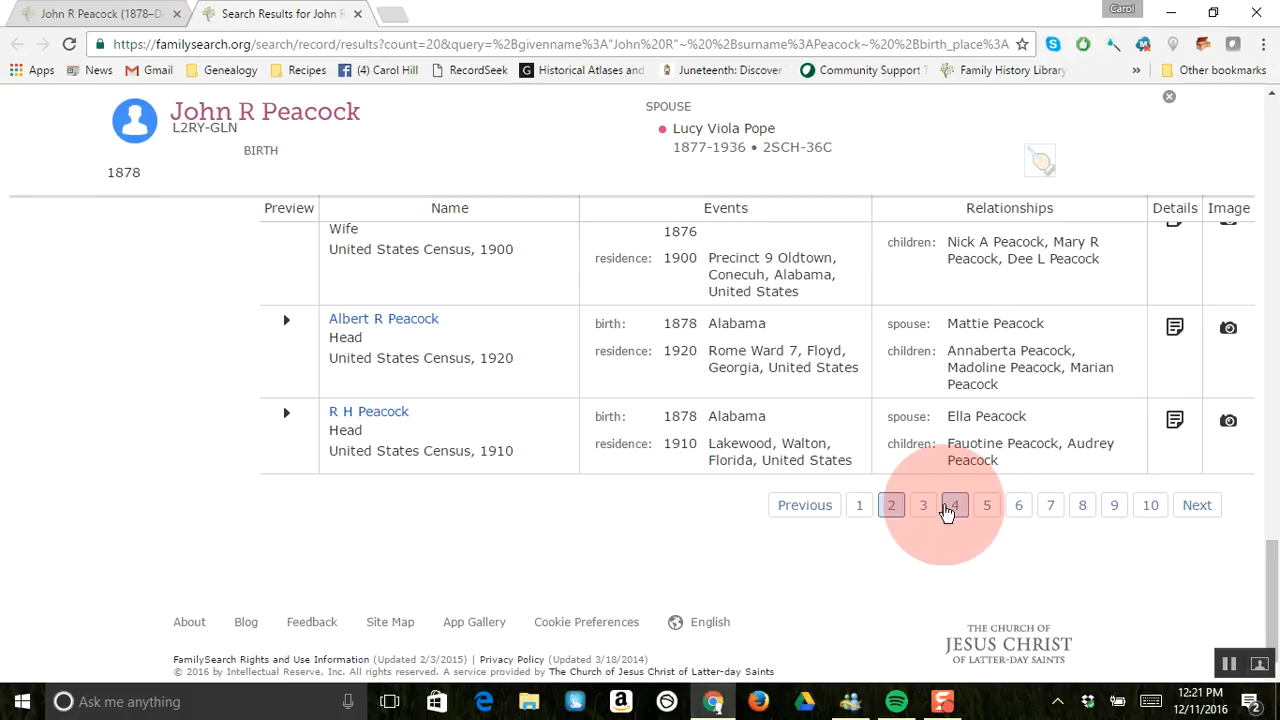 John R Peacock (1878–D
Search Results for John R
Carol
https://familysearch.org/search/record/results?count=20&query=%2Bgivenname%3A"John R"~%20%2Bsurname%3APeacock~%20%2Bbirth_place%3A
Apps
News
Gmail
Genealogy
Recipes
(4) Carol Hill
RecordSeek
Historical Atlases and
Juneteenth: Discover
Community Support T
Family History Library
»
Other bookmarks
John R Peacock
L2RY-GLN
BIRTH
1878
SPOUSE
Lucy Viola Pope
1877-1936 • 2SCH-36C
Preview Name Events Relationships Details Image
Wife
United States Census, 1900
1876
residence: 1900 Precinct 9 Oldtown,
Conecuh, Alabama,
United States
children: Nick A Peacock, Mary R
Peacock, Dee L Peacock
Albert R Peacock
Head
United States Census, 1920
birth: 1878 Alabama
residence: 1920 Rome Ward 7, Floyd,
Georgia, United States
spouse: Mattie Peacock
children: Annaberta Peacock,
Madoline Peacock, Marian
Peacock
R H Peacock
Head
United States Census, 1910
birth: 1878 Alabama
residence: 1910 Lakewood, Walton,
Florida, United States
spouse: Ella Peacock
children: Fauotine Peacock, Audrey
Peacock
Previous 1 2 3 4 5 6 7 8 9 10 Next
About Blog Feedback Site Map App Gallery Cookie Preferences English
FamilySearch Rights and Use Information (Updated 2/3/2015) | Privacy Policy (Updated 3/18/2014)
© 2016 by Intellectual Reserve, Inc. All rights reserved. A service provided by The Church of Jesus Christ of Latter-day Saints
THE CHURCH OF
JESUS CHRIST
OF LATTER-DAY SAINTS
Ask me anything
12:21 PM
12/11/2016
2